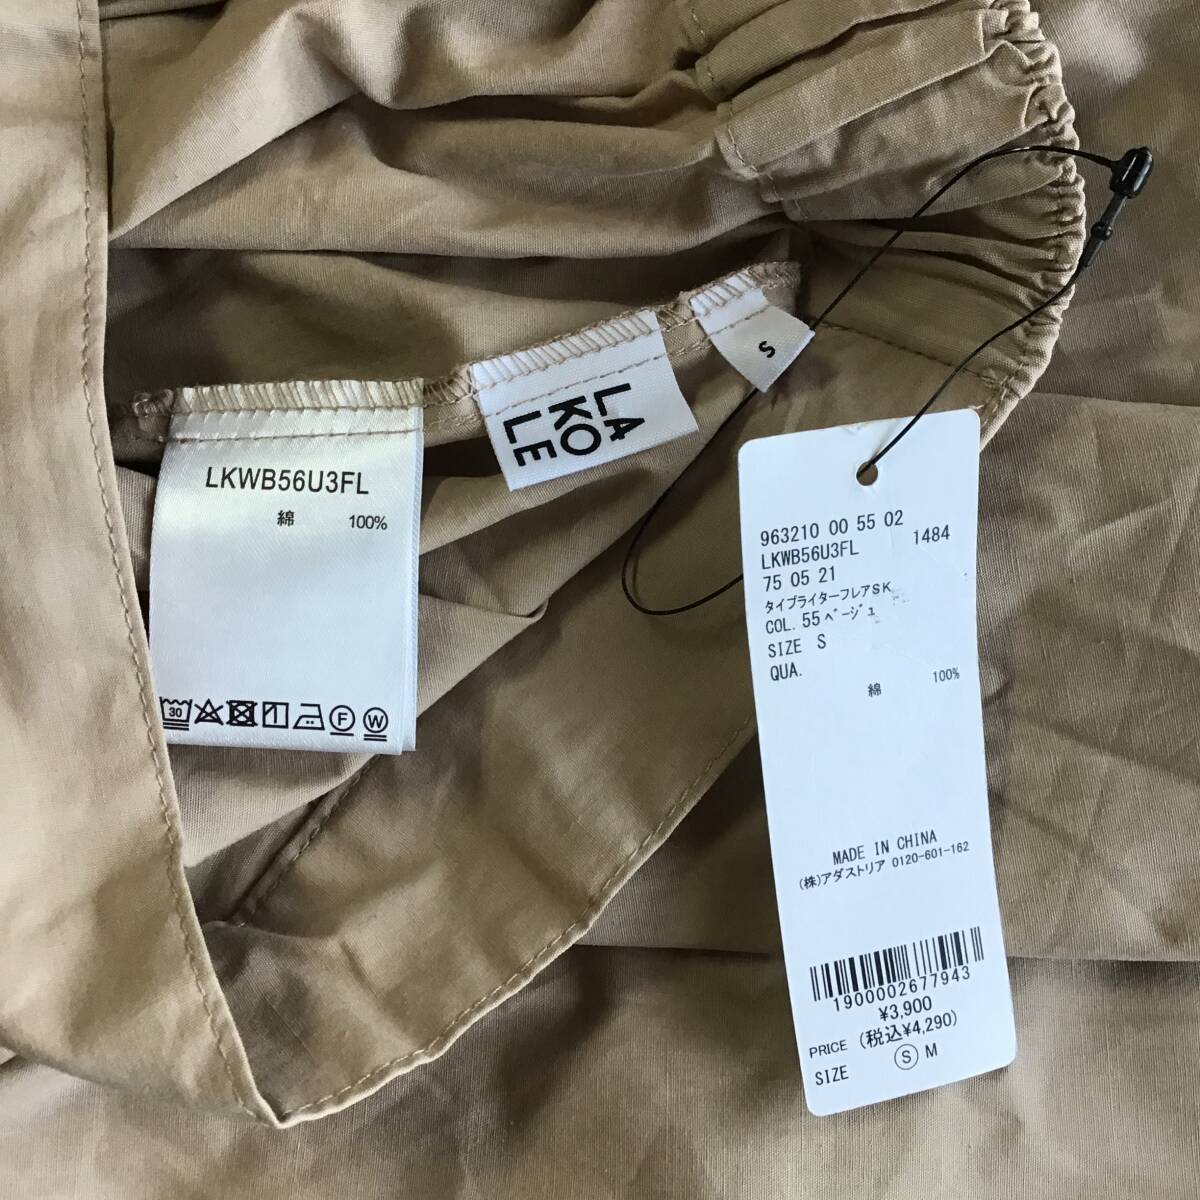 LKWB56U3FL
綿 100%
30
F
W
LA
KO
LE
S
963210 00 55 02
LKWB56U3FL 1484
75 05 21
タイプライターフレアSK
COL. 55ﾍﾞｰｼﾞｭ
SIZE S
QUA.
綿 100%
MADE IN CHINA
(株)アダストリア 0120-601-162
1900002677943
¥3,900
PRICE (税込¥4,290)
SIZE S M